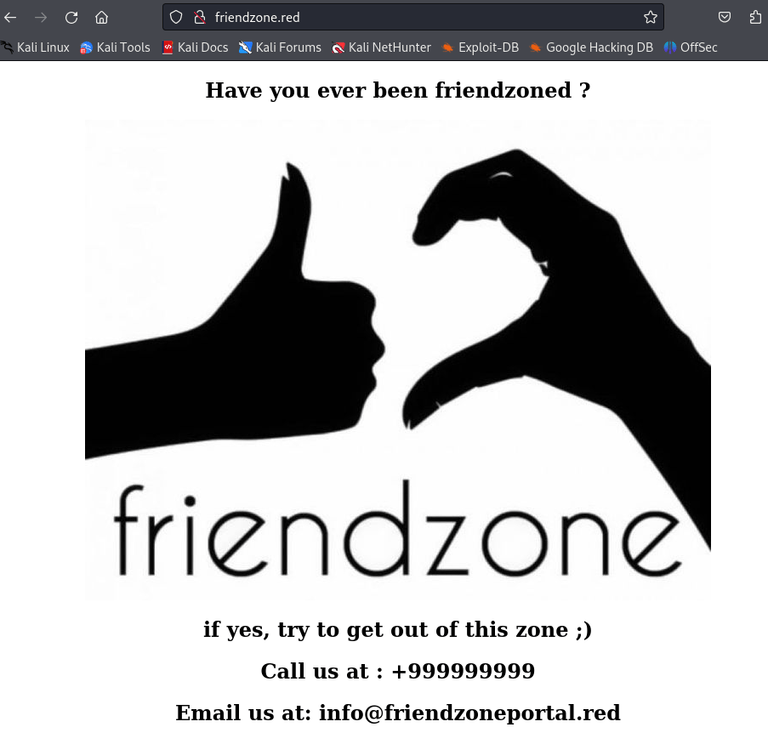 friendzone.red
Kali Linux Kali Tools Kali Docs Kali Forums Kali NetHunter Exploit-DB Google Hacking DB OffSec
Have you ever been friendzoned ?
friendzone
if yes, try to get out of this zone ;)
Call us at : +999999999
Email us at: info@friendzoneportal.red